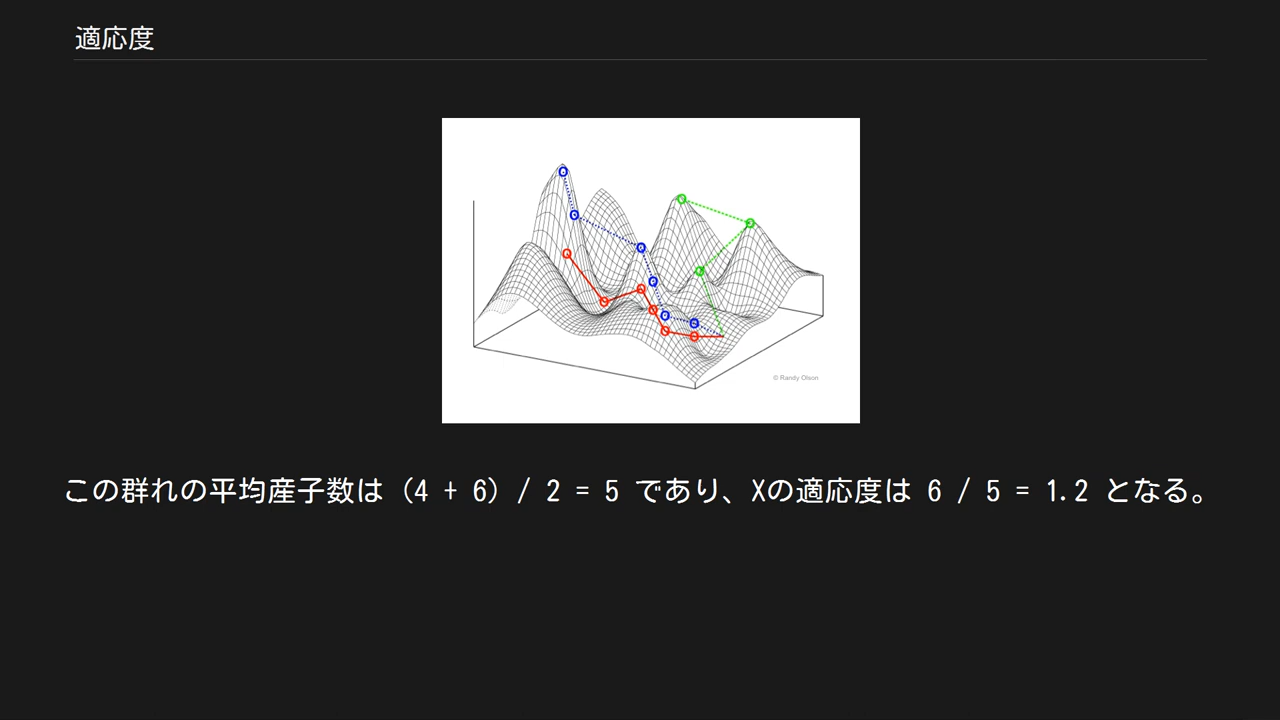 適応度
© Randy Olson
この群れの平均産子数は (4 + 6) / 2 = 5 であり、Xの適応度は 6 / 5 = 1.2 となる。